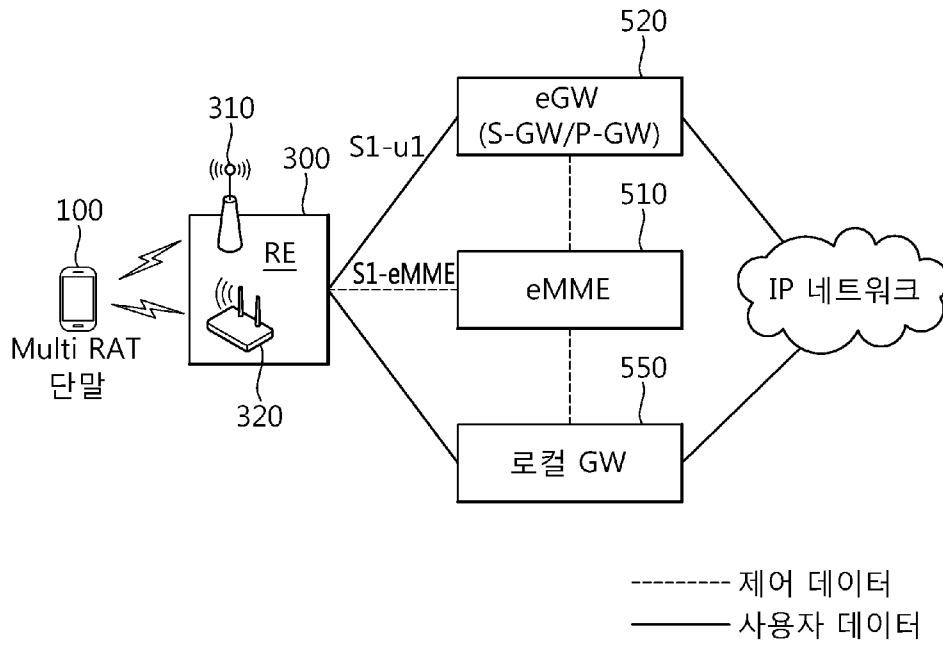 520
eGW
(S-GW/P-GW)
310
S1-u1
300
510
100
RE
S1-eMME
eMME
IP 네트워크
Multi RAT
단말
320
550
로컬 GW
제어 데이터
사용자 데이터